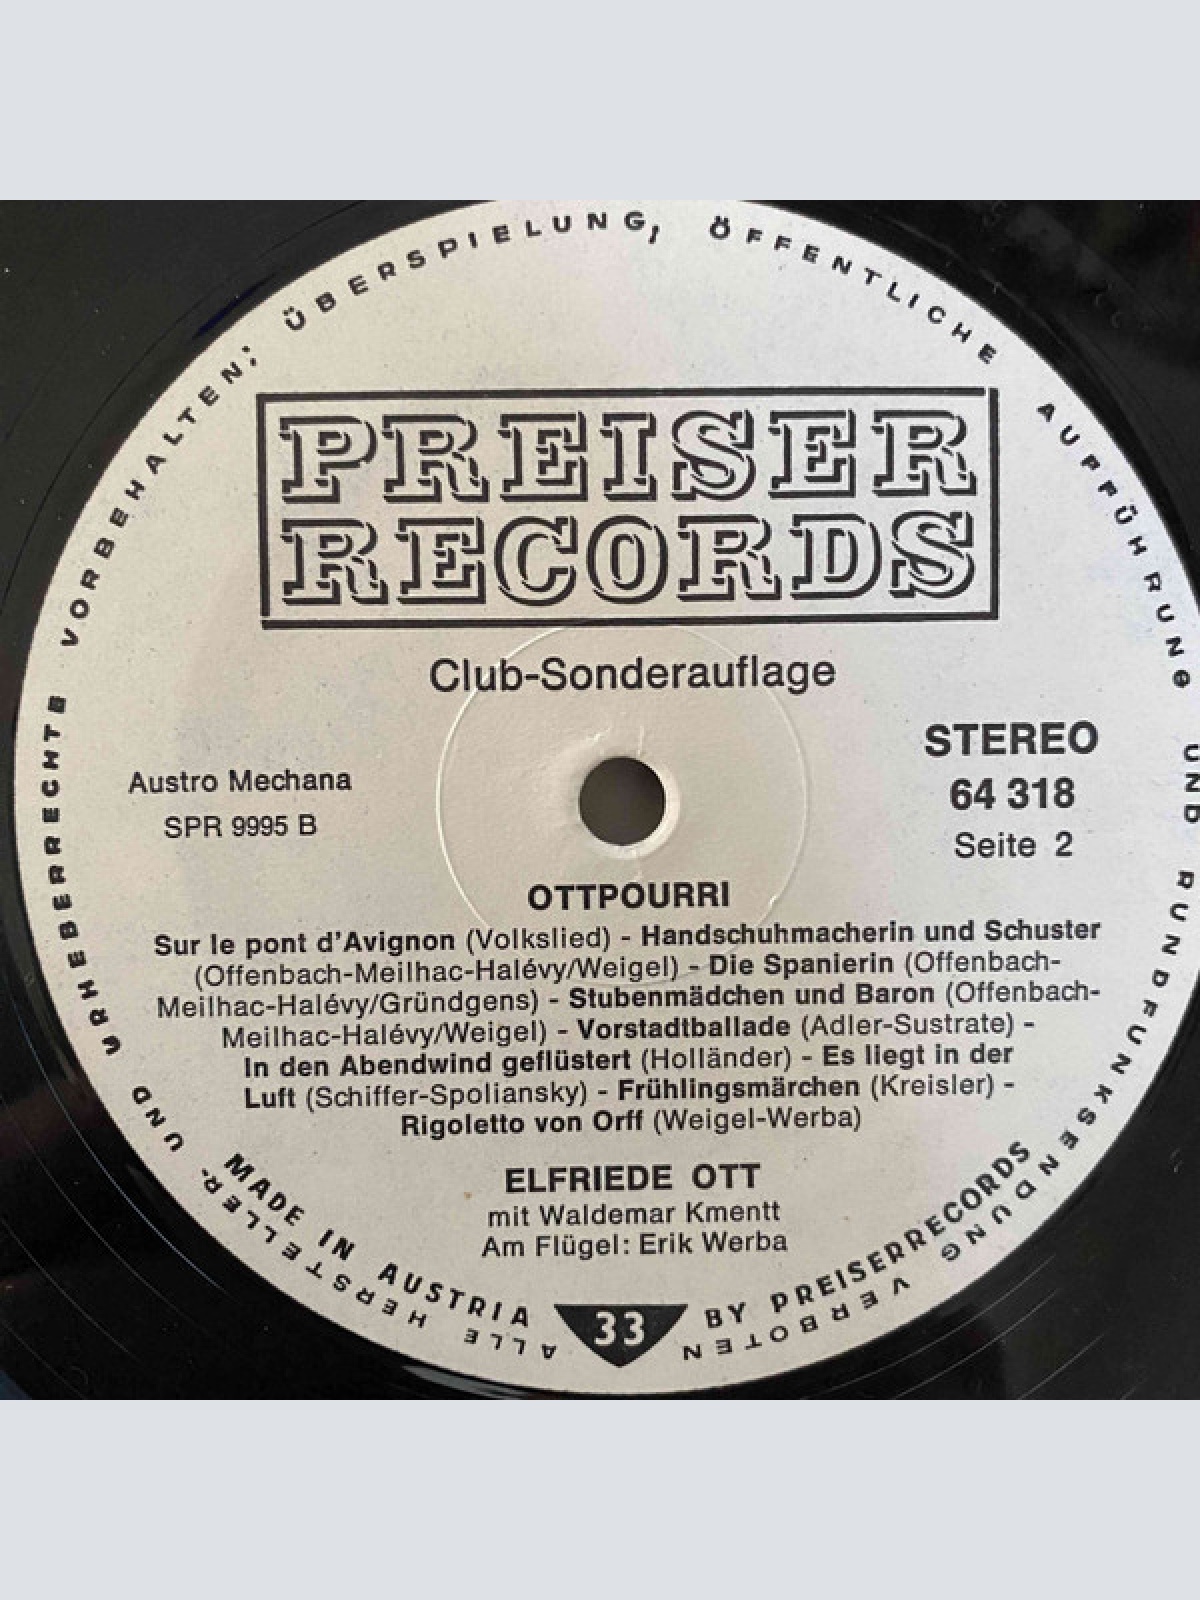 ALLE HERSTELLER- UND URHEBERRECHTE VORBEHALTEN; ÜBERSPIELUNG, ÖFFENTLICHE AUFFÜHRUNG UND RUNDFUNKSENDUNG VERBOTEN
PREISER
RECORDS
Club-Sonderauflage
Austro Mechana
SPR 9995 B
STEREO
64 318
Seite 2
OTTPOURRI
Sur le pont d'Avignon (Volkslied) - Handschuhmacherin und Schuster
(Offenbach-Meilhac-Halévy/Weigel) - Die Spanierin (Offenbach-
Meilhac-Halévy/Gründgens) - Stubenmädchen und Baron (Offenbach-
Meilhac-Halévy/Weigel) - Vorstadtballade (Adler-Sustrate) -
In den Abendwind geflüstert (Holländer) - Es liegt in der
Luft (Schiffer-Spoliansky) - Frühlingsmärchen (Kreisler) -
Rigoletto von Orff (Weigel-Werba)
ELFRIEDE OTT
mit Waldemar Kmentt
Am Flügel: Erik Werba
MADE IN AUSTRIA
33
BY PREISERRECORDS